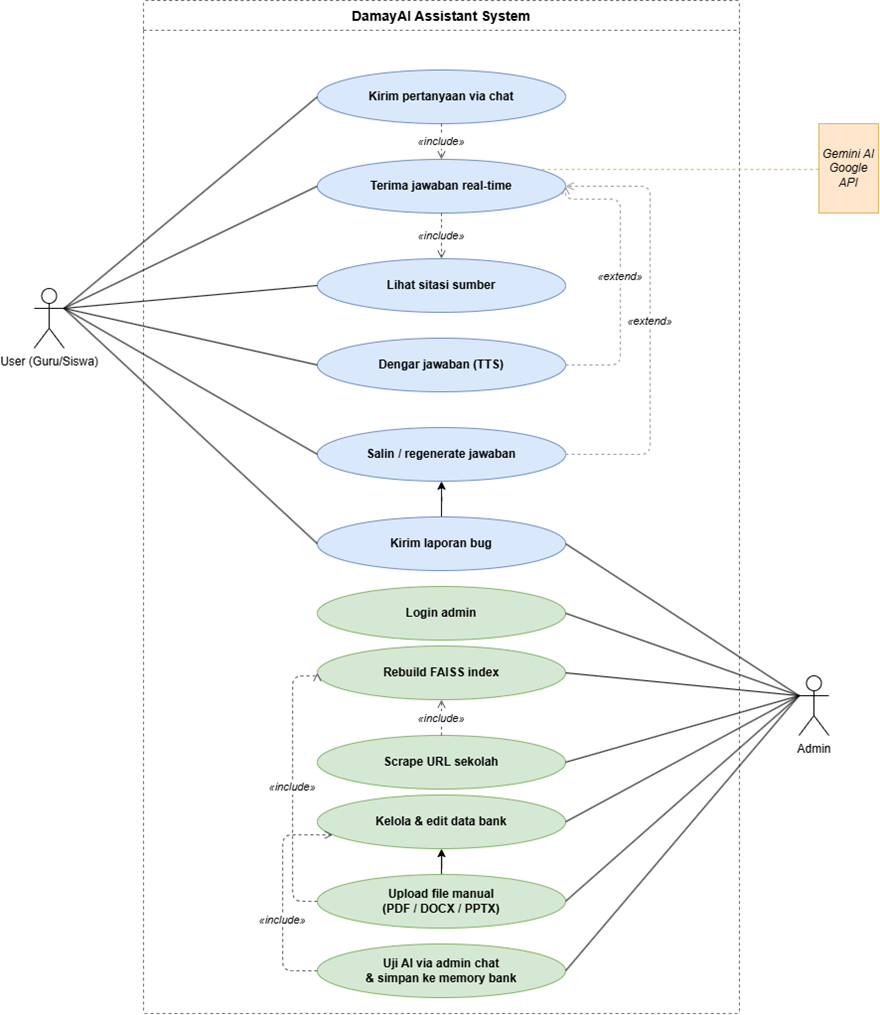 DamayAI Assistant System
Kirim pertanyaan via chat
«include»
Gemini AI
Google
API
Terima jawaban real-time
«include»
Lihat sitasi sumber
«extend»
«extend»
User (Guru/Siswa)
Dengar jawaban (TTS)
Salin / regenerate jawaban
Kirim laporan bug
Login admin
Rebuild FAISS index
«include»
Admin
Scrape URL sekolah
«include»
Kelola & edit data bank
Upload file manual
(PDF / DOCX / PPTX)
«include»
Uji AI via admin chat
& simpan ke memory bank